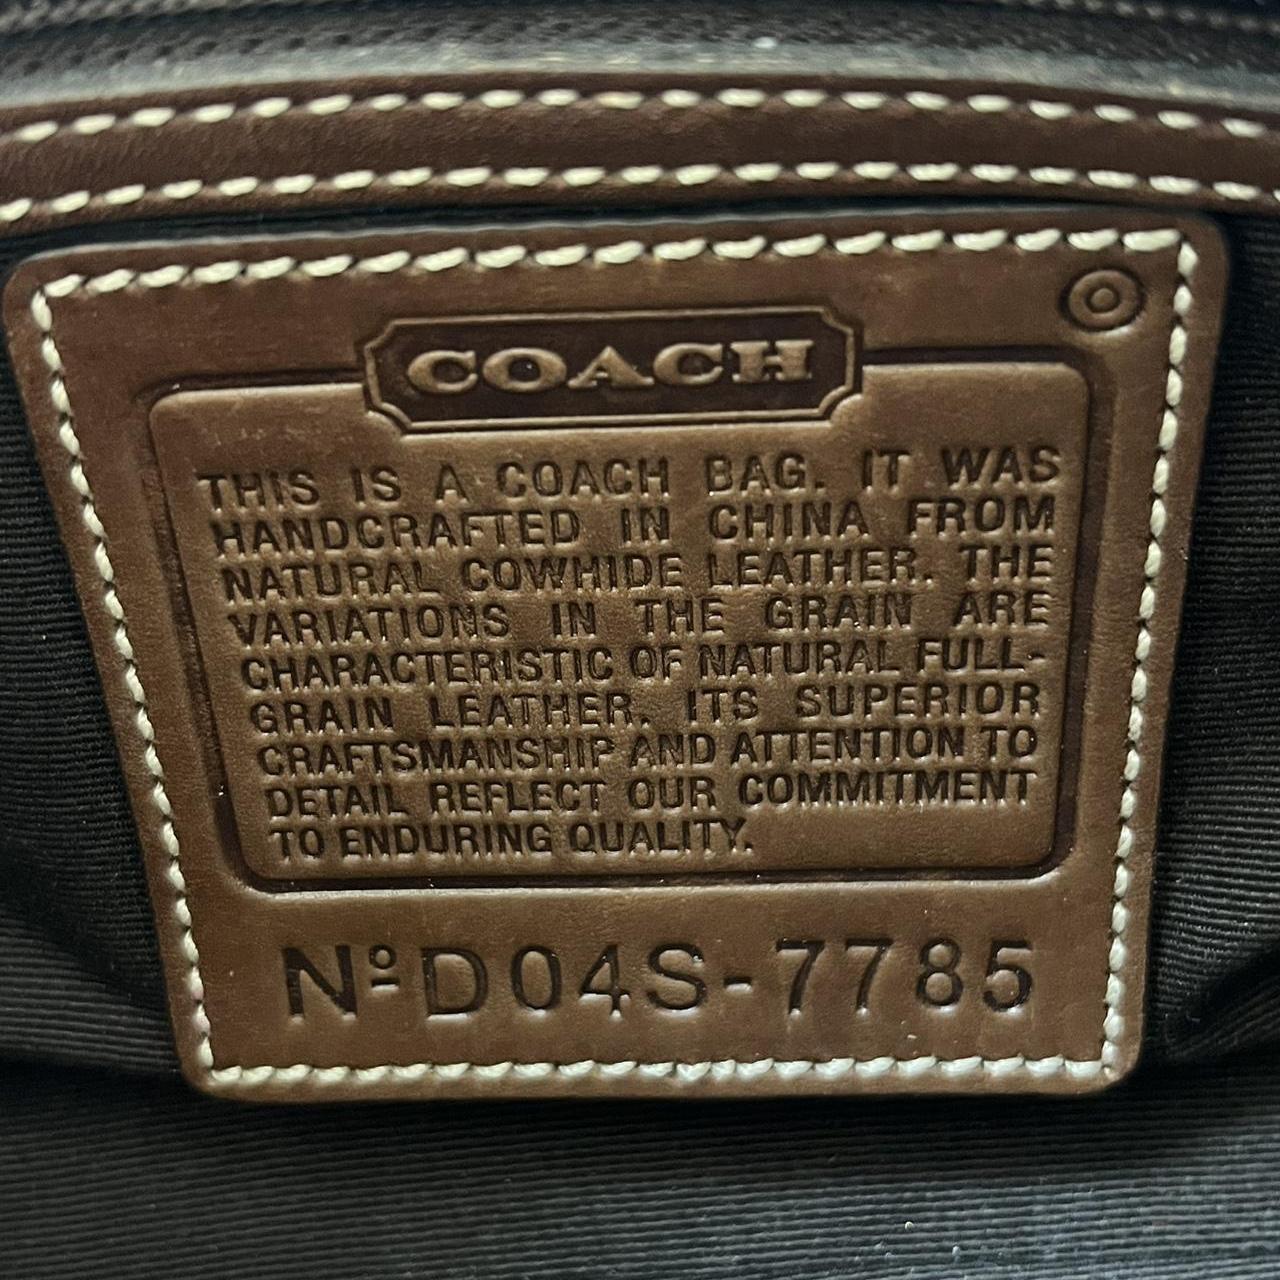 COACH
THIS IS A COACH BAG. IT WAS
HANDCRAFTED IN CHINA FROM
NATURAL COWHIDE LEATHER. THE
VARIATIONS IN THE GRAIN ARE
CHARACTERISTIC OF NATURAL FULL-
GRAIN LEATHER. ITS SUPERIOR
CRAFTSMANSHIP AND ATTENTION TO
DETAIL REFLECT OUR COMMITMENT
TO ENDURING QUALITY.
Nº D04S-7785